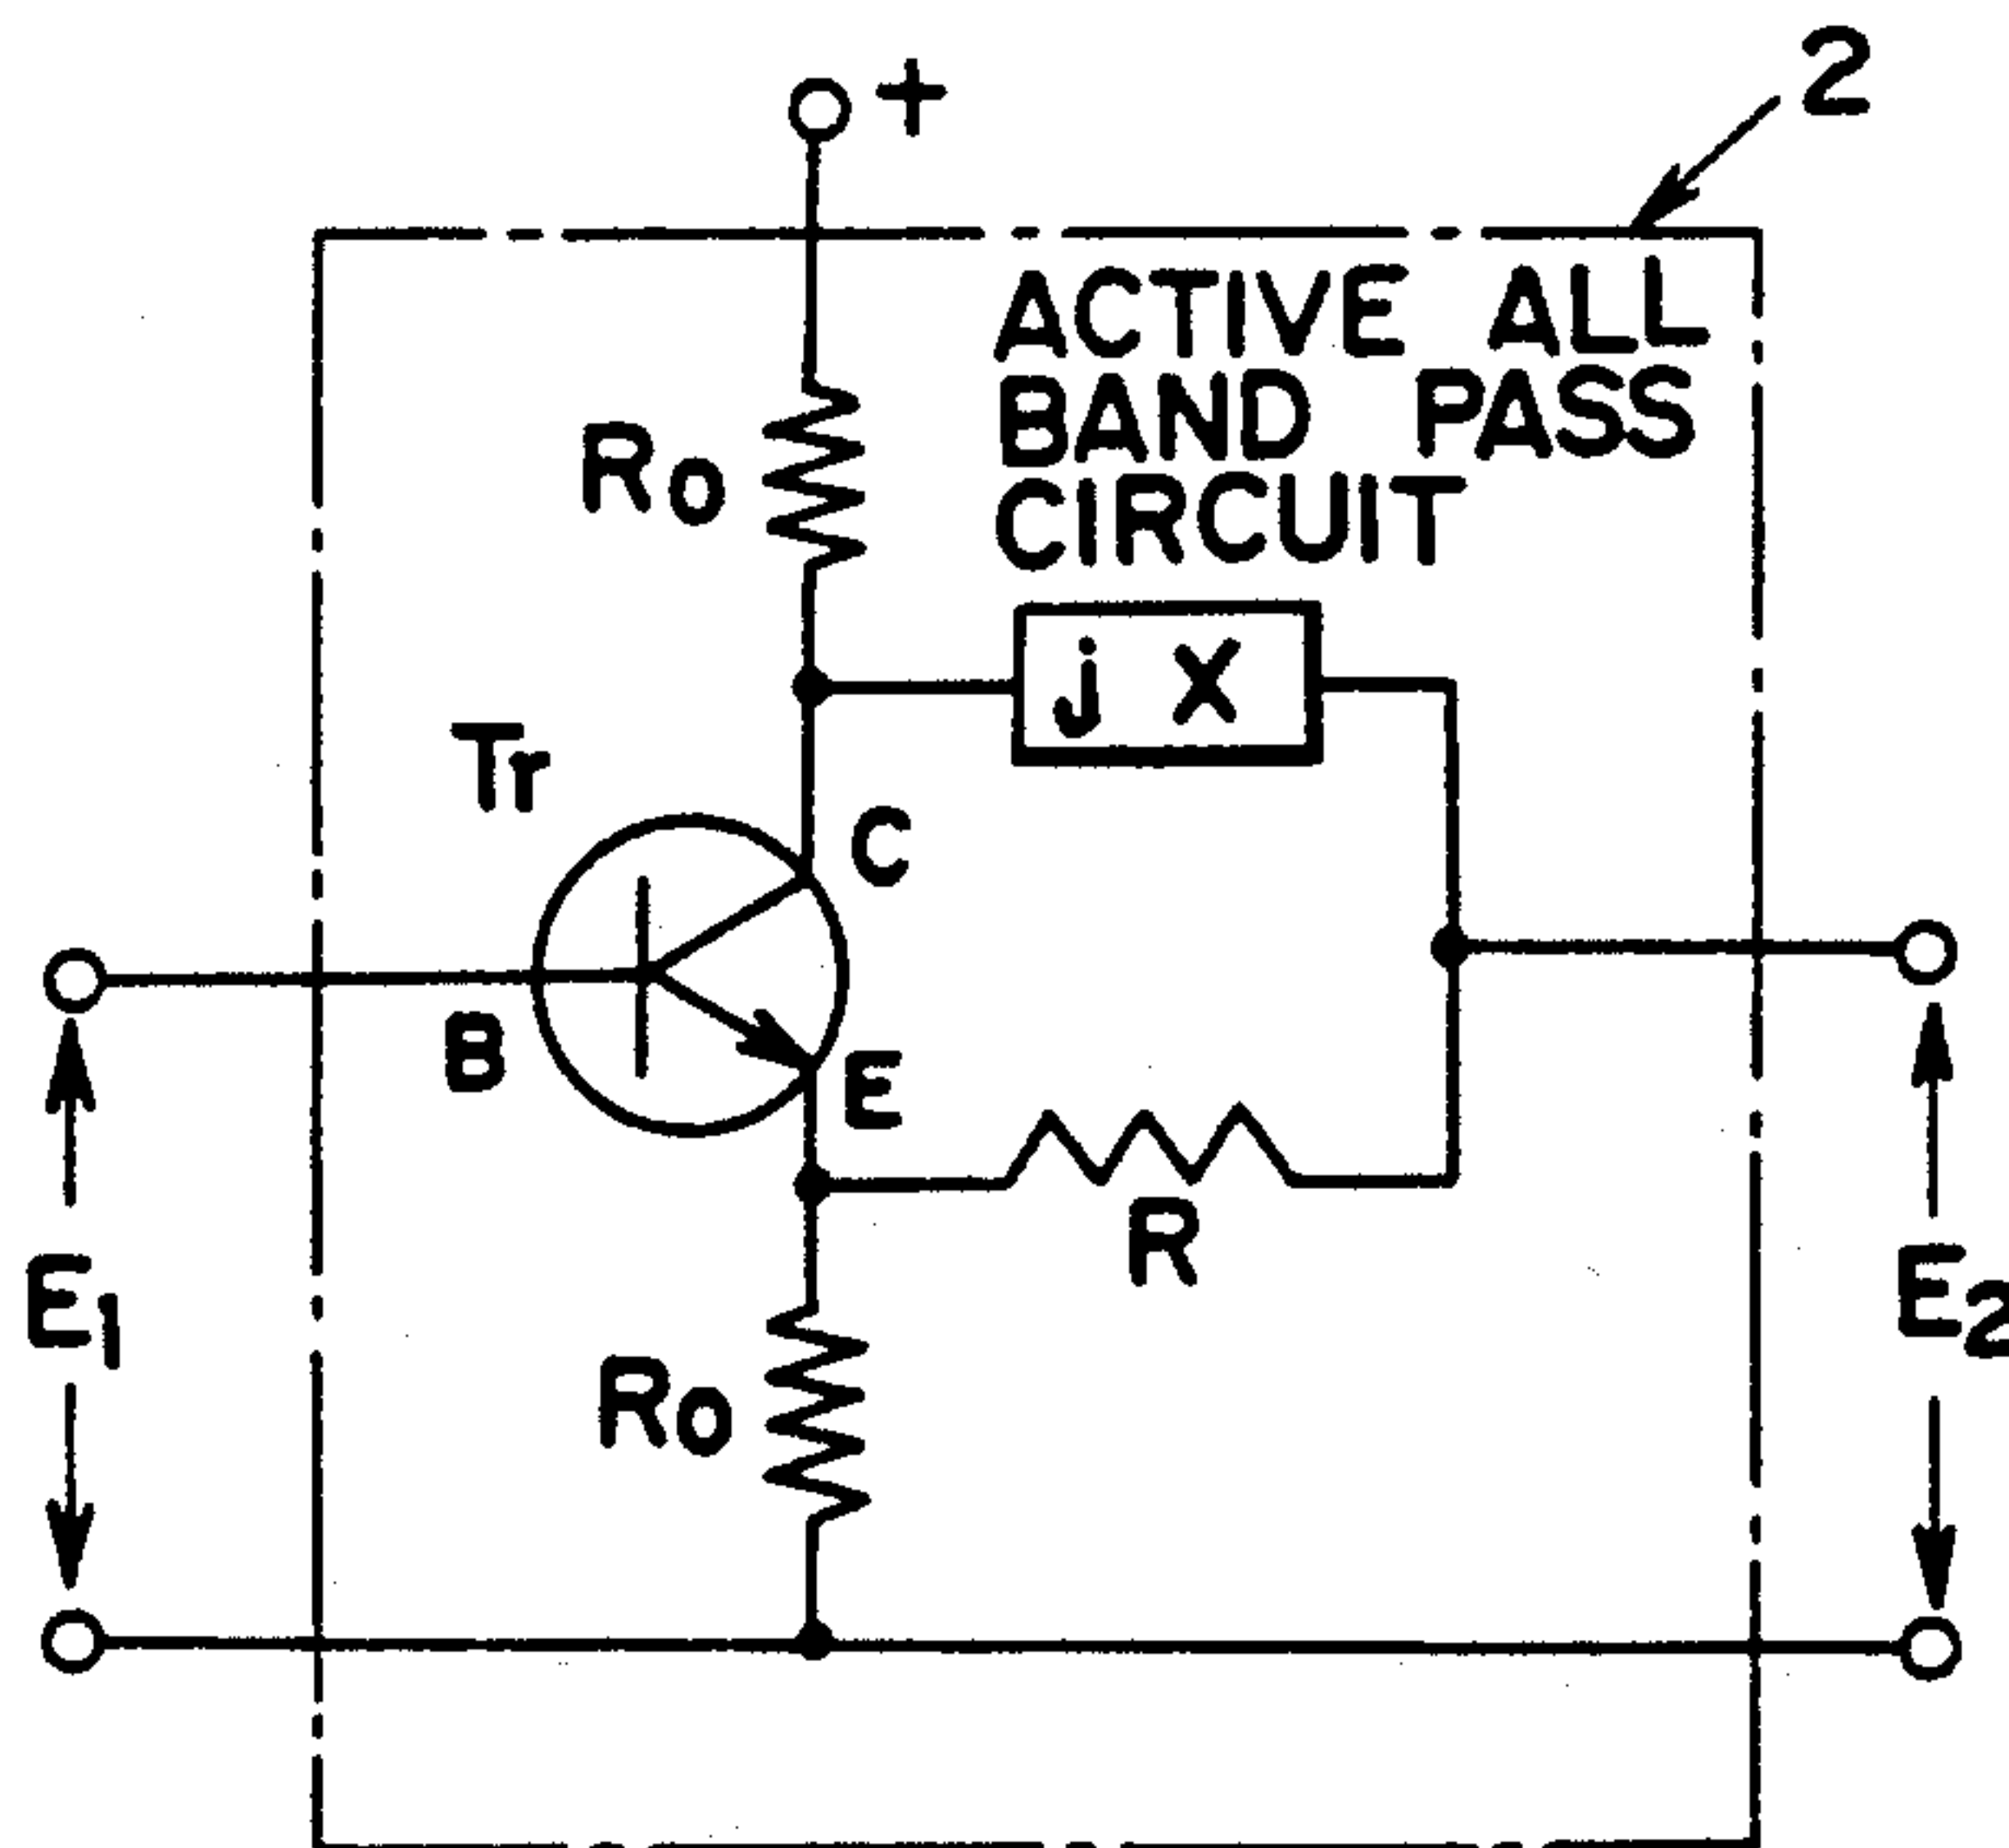 +
2
ACTIVE ALL
BAND PASS
CIRCUIT
Ro
j X
Tr
C
B
E
R
E1
E2
Ro